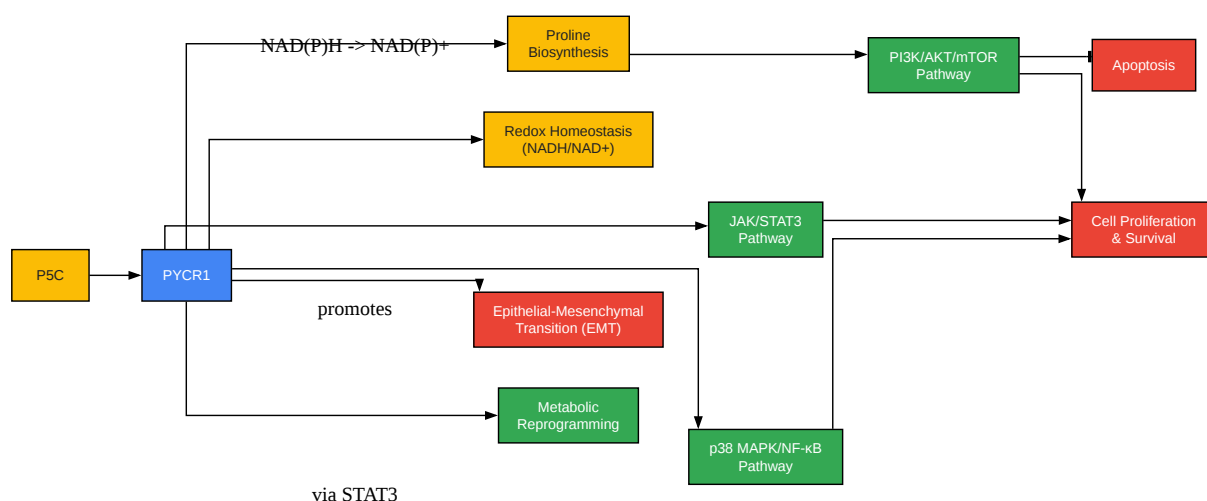 NAD(P)H -> NAD(P)+
Proline
Biosynthesis
PI3K/AKT/mTOR
Pathway
Apoptosis
Redox Homeostasis
(NADH/NAD+)
JAK/STAT3
Pathway
Cell Proliferation
& Survival
P5C
PYCR1
promotes
Epithelial-Mesenchymal
Transition (EMT)
Metabolic
Reprogramming
p38 MAPK/NF-κB
Pathway
via STAT3